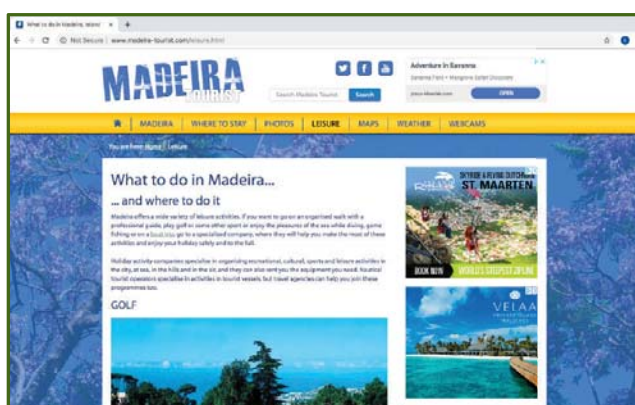 What to do in Madeira, Island
Not Secure | www.madeira-tourist.com/leisure.html
MADEIRA
TOURIST
Search Madeira Tourist
Search
Adventure in Savanna
OPEN
MADEIRA
WHERE TO STAY
PHOTOS
LEISURE
MAPS
WEATHER
WEBCAMS
You are here: Home Leisure
What to do in Madeira...
... and where to do it
Madeira offers a wide variety of leisure activities. If you want to go on an organised walk with a
professional guide, play golf or some other sport or enjoy the pleasures of the sea while diving, game
fishing or on a boat trip, go to a specialised company, where they will help you make the most of these
activities and enjoy your holiday safely and to the full.
Holiday activity companies specialise in organising recreational, cultural, sports and leisure activities in
the city, at sea, in the hills and in the air, and they can also rent you the equipment you need. Nautical
tourist operators specialise in activities in tourist vessels, but travel agencies can help you join these
programmes too.
GOLF
SKYRIDE & FLYING DUTCHMAN
ST. MAARTEN
BOOK NOW
WORLD'S STEEPEST ZIPLINE
VELAA